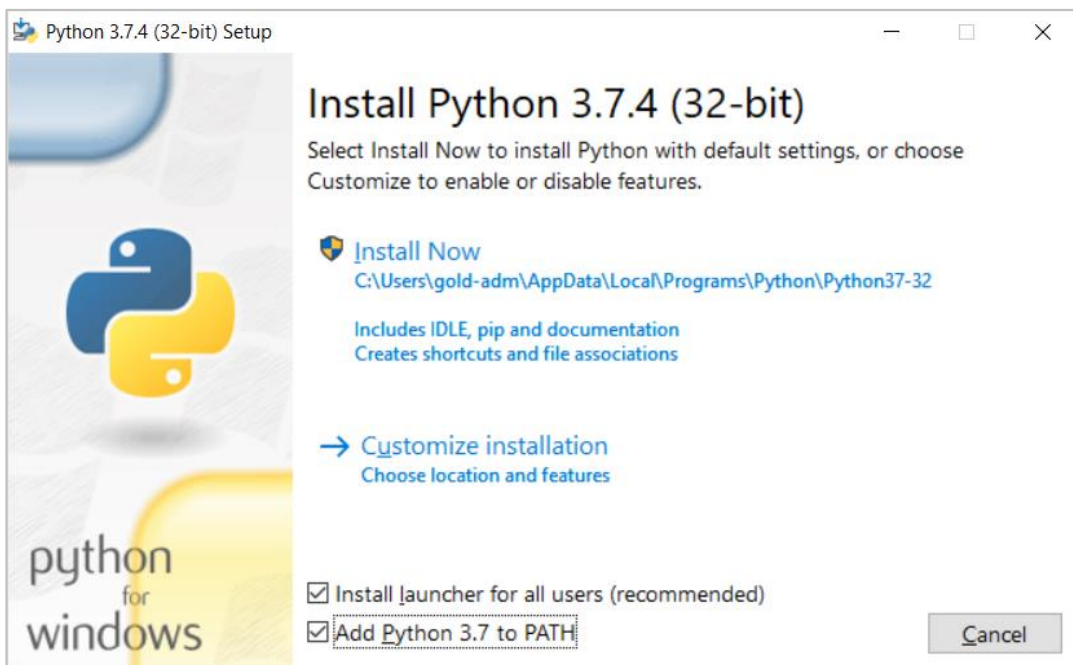 Python 3.7.4 (32-bit) Setup
Install Python 3.7.4 (32-bit)
Select Install Now to install Python with default settings, or choose
Customize to enable or disable features.
Install Now
C:\Users\gold-adm\AppData\Local\Programs\Python\Python37-32
Includes IDLE, pip and documentation
Creates shortcuts and file associations
Customize installation
Choose location and features
python
for
windows
Install launcher for all users (recommended)
Add Python 3.7 to PATH
Cancel